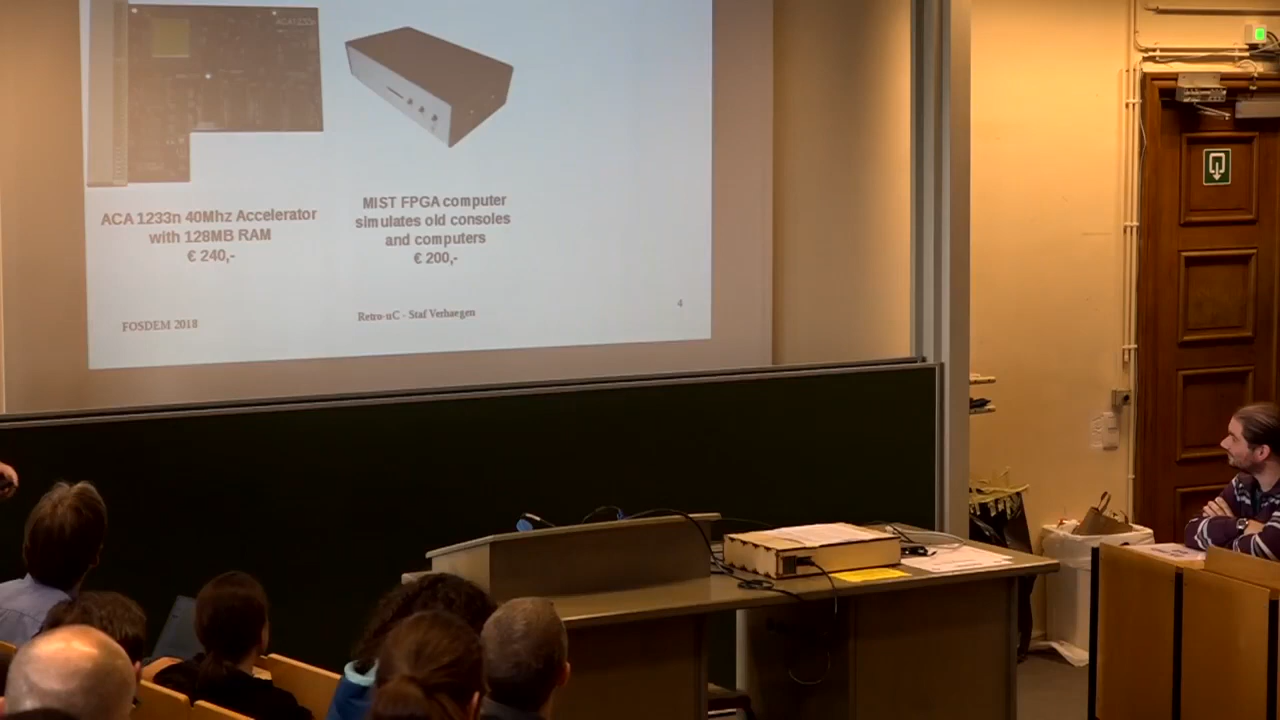 ACA1233n
ACA 1233n 40Mhz Accelerator
with 128MB RAM
€ 240,-
MIST FPGA computer
simulates old consoles
and computers
€ 200,-
FOSDEM 2018
Retro-uC - Staf Verhaegen
4